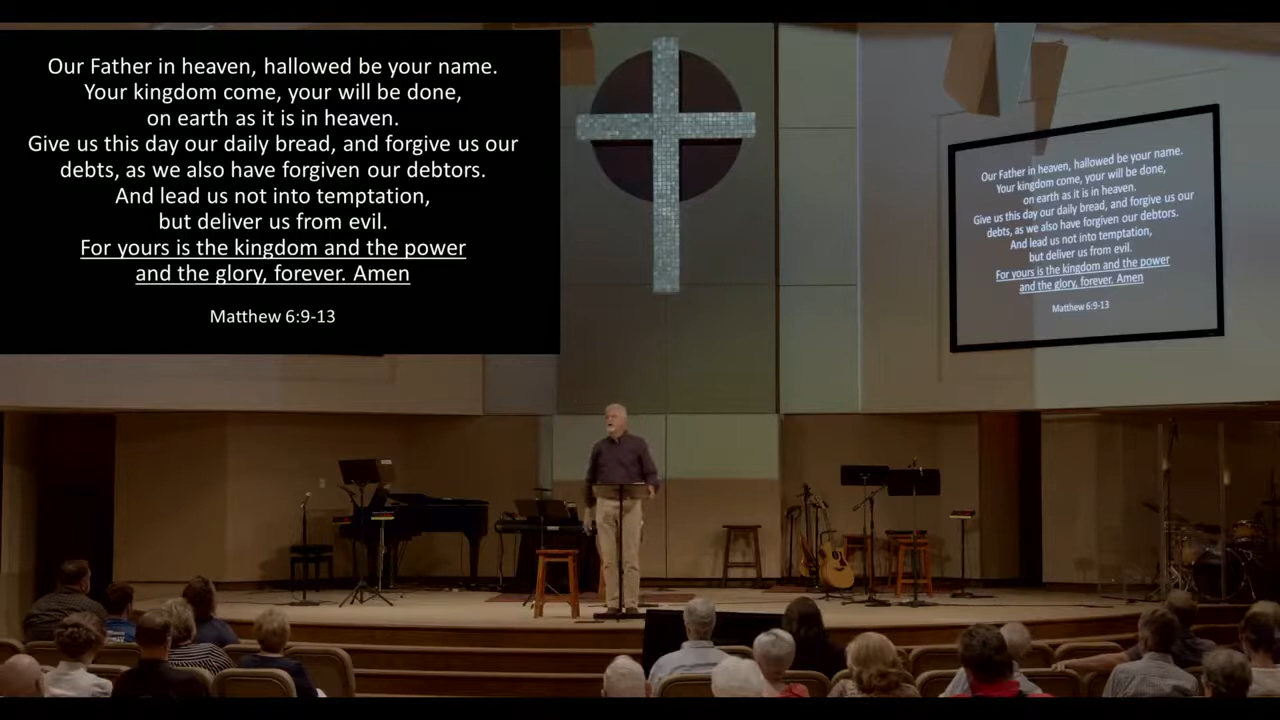 Our Father in heaven, hallowed be your name.
Your kingdom come, your will be done,
on earth as it is in heaven.
Give us this day our daily bread, and forgive us our
debts, as we also have forgiven our debtors.
And lead us not into temptation,
but deliver us from evil.
For yours is the kingdom and the power
and the glory, forever. Amen
Matthew 6:9-13
Our Father in heaven, hallowed be your name.
Your kingdom come, your will be done,
on earth as it is in heaven.
Give us this day our daily bread, and forgive us our
debts, as we also have forgiven our debtors.
And lead us not into temptation,
but deliver us from evil.
For yours is the kingdom and the power
and the glory, forever. Amen
Matthew 6:9-13